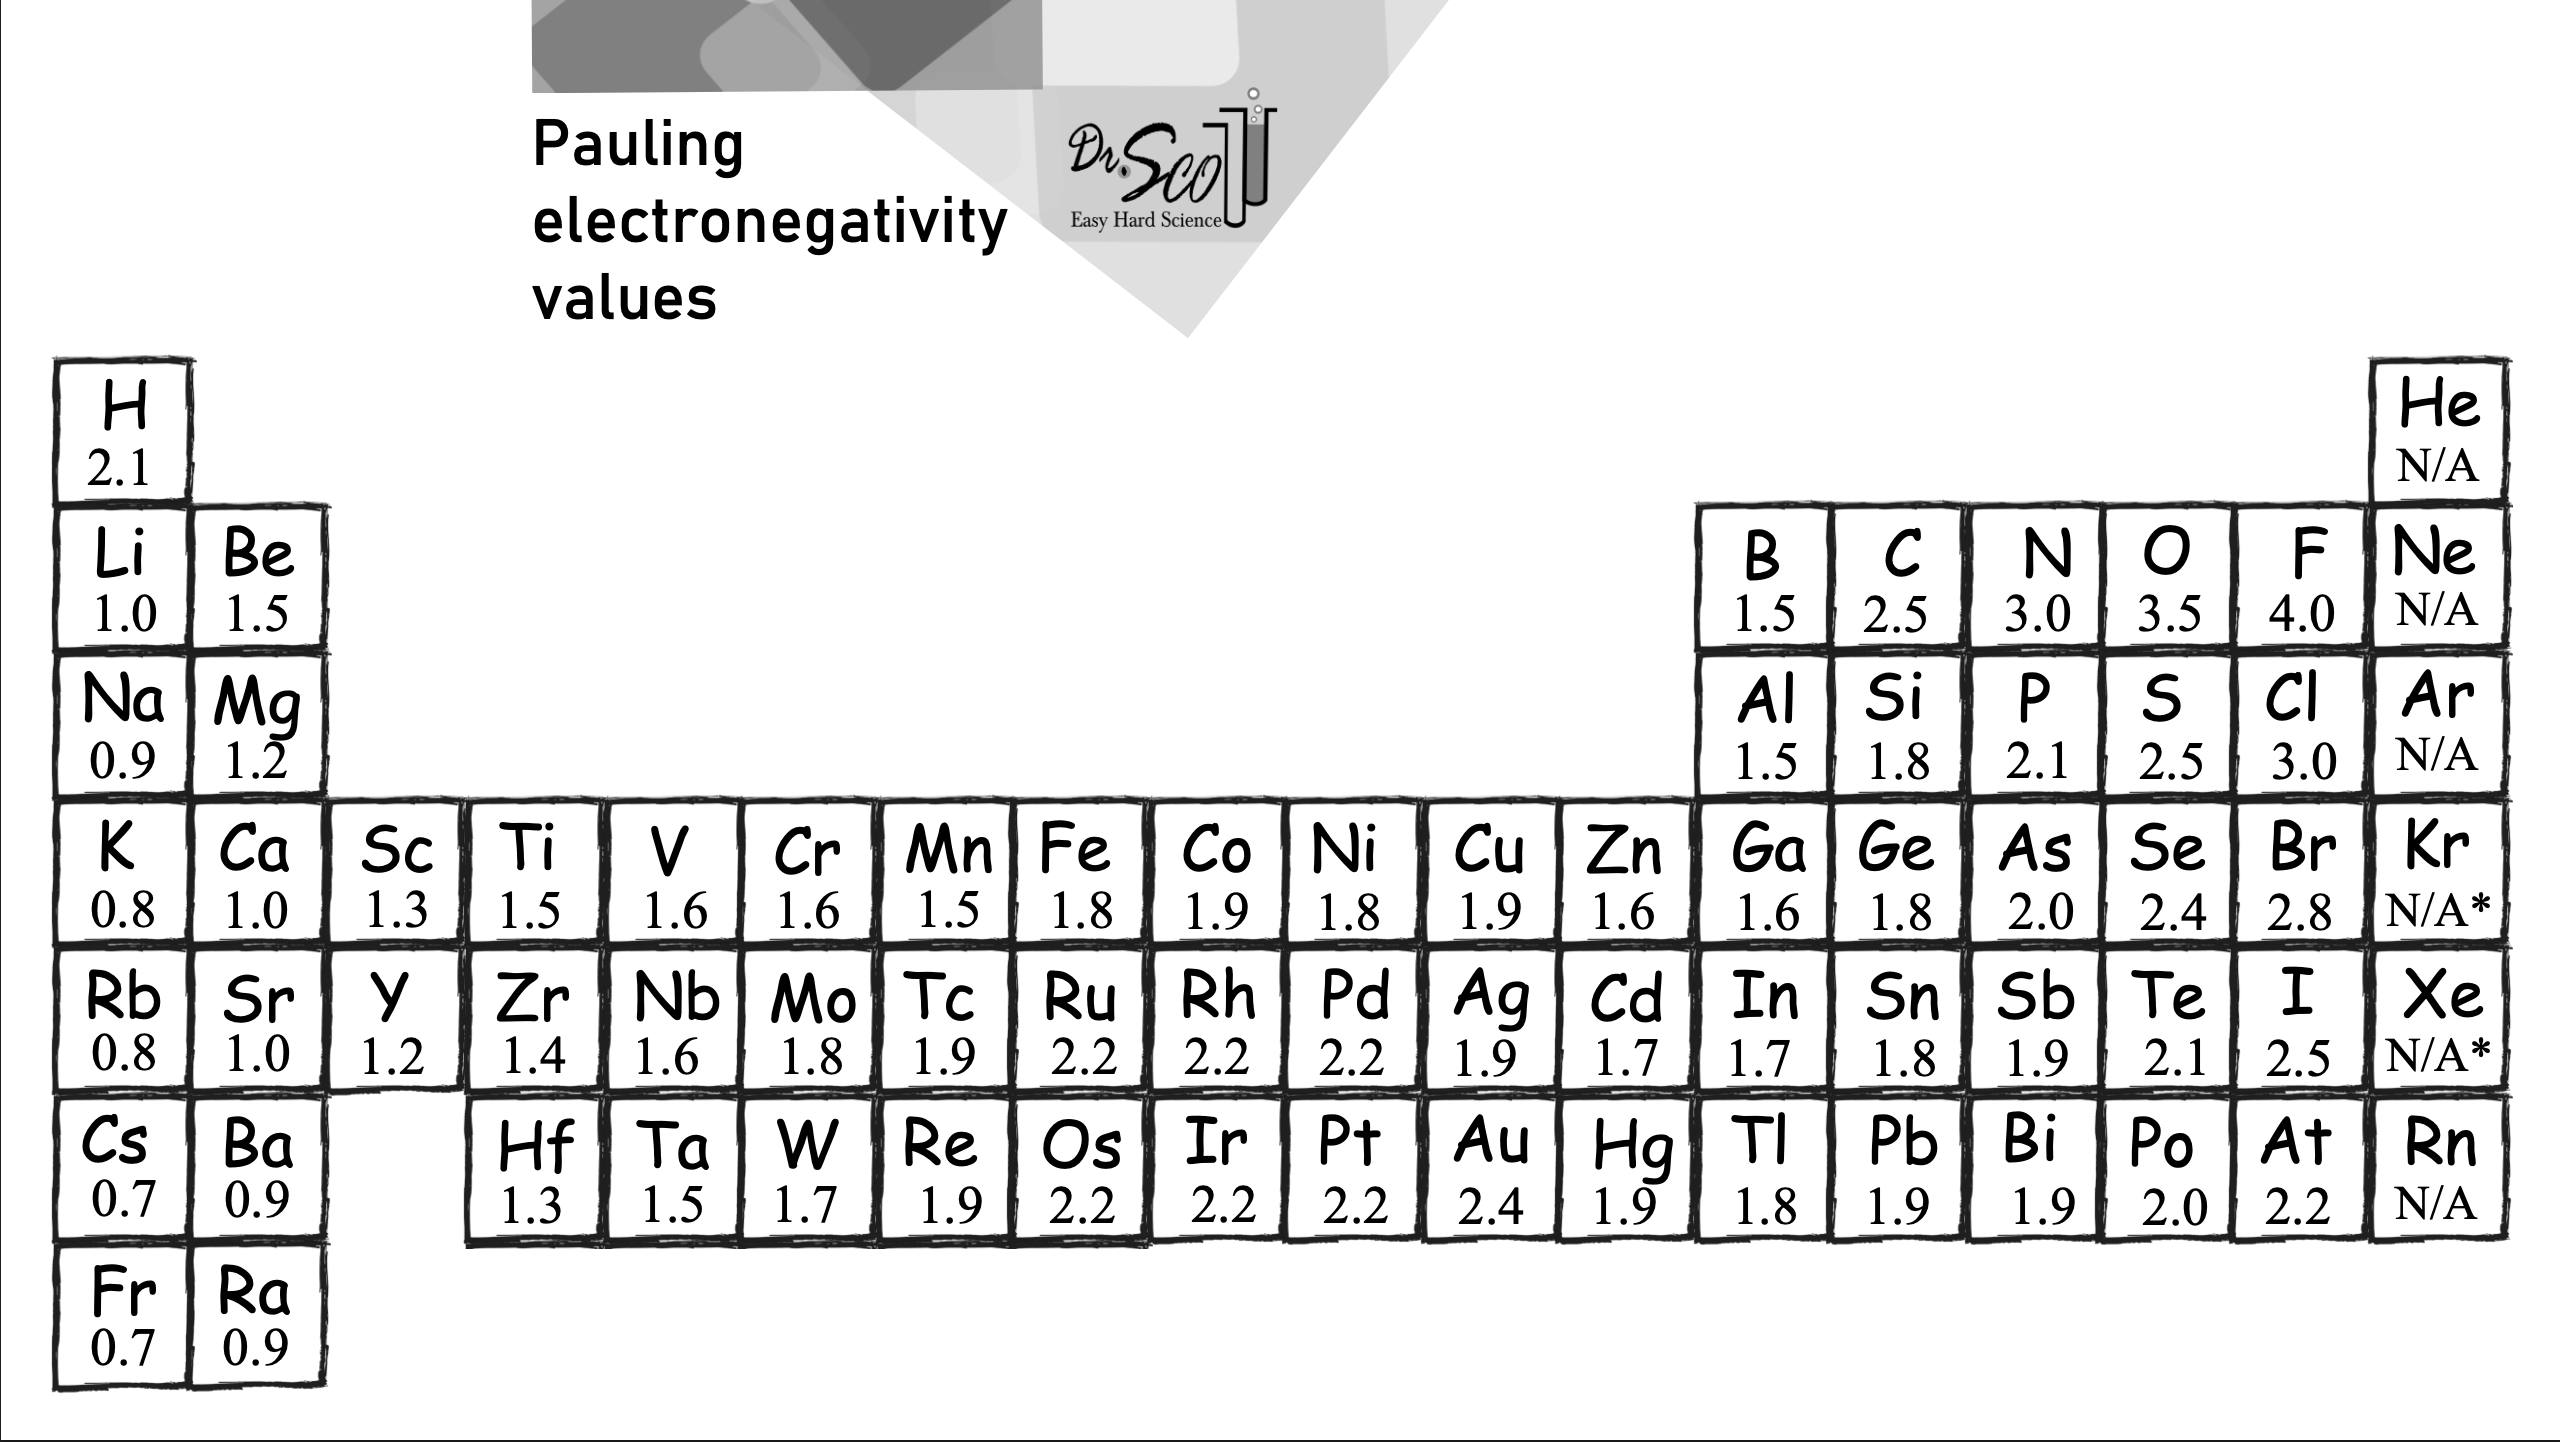 Pauling
electronegativity
values
Dr. Scott
Easy Hard Science
H He
2.1 N/A
Li Be B C N O F Ne
1.0 1.5 1.5 2.5 3.0 3.5 4.0 N/A
Na Mg Al Si P S Cl Ar
0.9 1.2 1.5 1.8 2.1 2.5 3.0 N/A
K Ca Sc Ti V Cr Mn Fe Co Ni Cu Zn Ga Ge As Se Br Kr
0.8 1.0 1.3 1.5 1.6 1.6 1.5 1.8 1.9 1.8 1.9 1.6 1.6 1.8 2.0 2.4 2.8 N/A*
Rb Sr Y Zr Nb Mo Tc Ru Rh Pd Ag Cd In Sn Sb Te I Xe
0.8 1.0 1.2 1.4 1.6 1.8 1.9 2.2 2.2 2.2 1.9 1.7 1.7 1.8 1.9 2.1 2.5 N/A*
Cs Ba Hf Ta W Re Os Ir Pt Au Hg Tl Pb Bi Po At Rn
0.7 0.9 1.3 1.5 1.7 1.9 2.2 2.2 2.2 2.4 1.9 1.8 1.9 1.9 2.0 2.2 N/A
Fr Ra
0.7 0.9